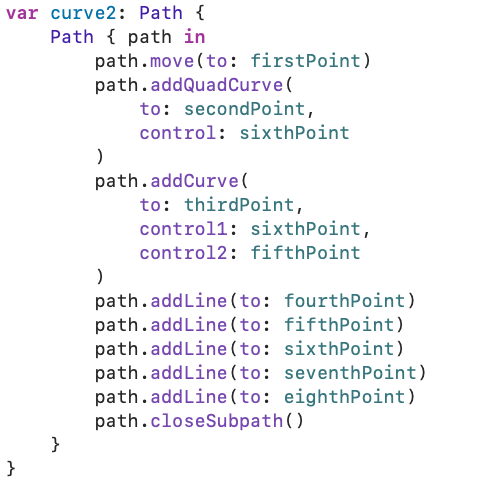 var curve2: Path {
    Path { path in
        path.move(to: firstPoint)
        path.addQuadCurve(
            to: secondPoint,
            control: sixthPoint
        )
        path.addCurve(
            to: thirdPoint,
            control1: sixthPoint,
            control2: fifthPoint
        )
        path.addLine(to: fourthPoint)
        path.addLine(to: fifthPoint)
        path.addLine(to: sixthPoint)
        path.addLine(to: seventhPoint)
        path.addLine(to: eighthPoint)
        path.closeSubpath()
    }
}